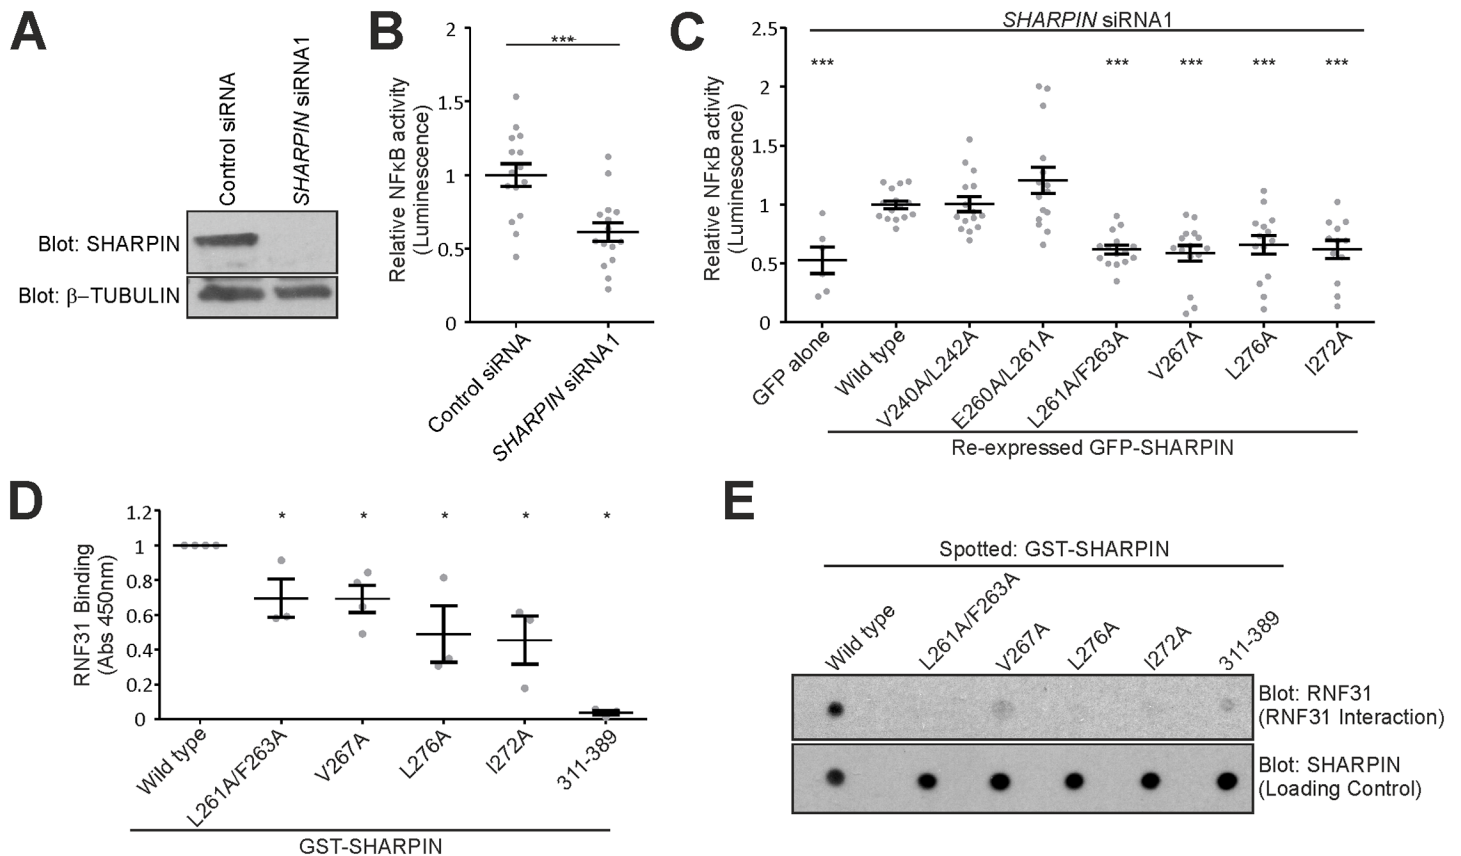 A
Control siRNA
SHARPIN siRNA1
Blot: SHARPIN
Blot: β–TUBULIN
B
Relative NFκB activity
(Luminescence)
2
1.5
1
0.5
0
***
Control siRNA
SHARPIN siRNA1
C
SHARPIN siRNA1
Relative NFκB activity
(Luminescence)
2.5
2
1.5
1
0.5
0
*** *** *** *** ***
GFP alone
Wild type
V240A/L242A
E260A/L261A
L261A/F263A
V267A
L276A
I272A
Re-expressed GFP-SHARPIN
D
RNF31 Binding
(Abs 450nm)
1.2
1
0.8
0.6
0.4
0.2
0
* * * * *
Wild type
L261A/F263A
V267A
L276A
I272A
311-389
GST-SHARPIN
E
Spotted: GST-SHARPIN
Wild type
L261A/F263A
V267A
L276A
I272A
311-389
Blot: RNF31
(RNF31 Interaction)
Blot: SHARPIN
(Loading Control)